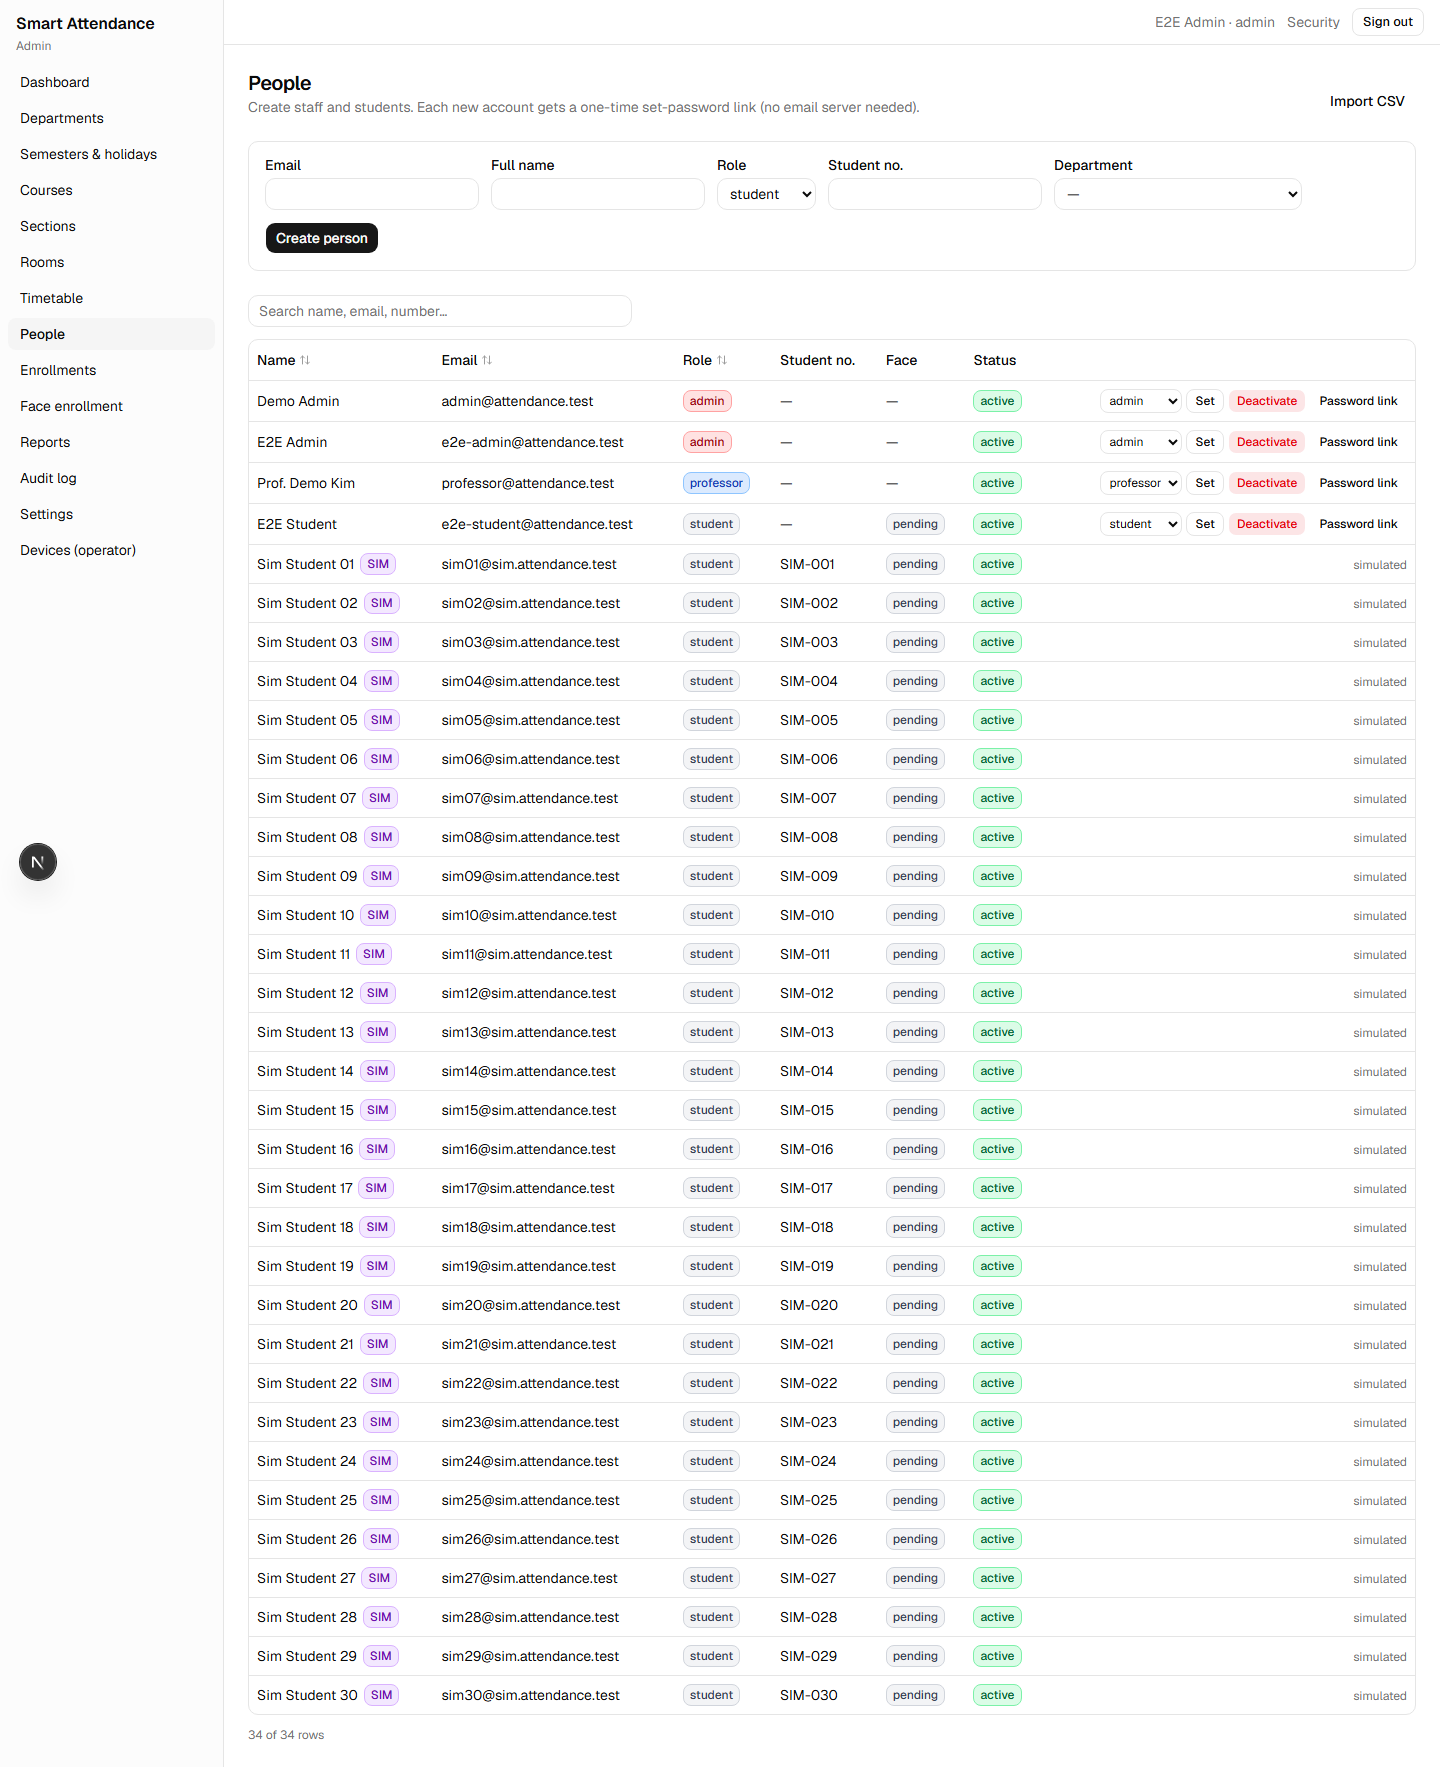 Smart Attendance
Admin
Dashboard
Departments
Semesters & holidays
Courses
Sections
Rooms
Timetable
People
Enrollments
Face enrollment
Reports
Audit log
Settings
Devices (operator)
N
E2E Admin · admin Security Sign out
People
Create staff and students. Each new account gets a one-time set-password link (no email server needed).
Import CSV
Email Full name Role Student no. Department
student —
Create person
Search name, email, number...
Name ↑↓ Email ↑↓ Role ↑↓ Student no. Face Status
Demo Admin admin@attendance.test admin — — active admin Set Deactivate Password link
E2E Admin e2e-admin@attendance.test admin — — active admin Set Deactivate Password link
Prof. Demo Kim professor@attendance.test professor — — active professor Set Deactivate Password link
E2E Student e2e-student@attendance.test student — pending active student Set Deactivate Password link
Sim Student 01 SIM sim01@sim.attendance.test student SIM-001 pending active simulated
Sim Student 02 SIM sim02@sim.attendance.test student SIM-002 pending active simulated
Sim Student 03 SIM sim03@sim.attendance.test student SIM-003 pending active simulated
Sim Student 04 SIM sim04@sim.attendance.test student SIM-004 pending active simulated
Sim Student 05 SIM sim05@sim.attendance.test student SIM-005 pending active simulated
Sim Student 06 SIM sim06@sim.attendance.test student SIM-006 pending active simulated
Sim Student 07 SIM sim07@sim.attendance.test student SIM-007 pending active simulated
Sim Student 08 SIM sim08@sim.attendance.test student SIM-008 pending active simulated
Sim Student 09 SIM sim09@sim.attendance.test student SIM-009 pending active simulated
Sim Student 10 SIM sim10@sim.attendance.test student SIM-010 pending active simulated
Sim Student 11 SIM sim11@sim.attendance.test student SIM-011 pending active simulated
Sim Student 12 SIM sim12@sim.attendance.test student SIM-012 pending active simulated
Sim Student 13 SIM sim13@sim.attendance.test student SIM-013 pending active simulated
Sim Student 14 SIM sim14@sim.attendance.test student SIM-014 pending active simulated
Sim Student 15 SIM sim15@sim.attendance.test student SIM-015 pending active simulated
Sim Student 16 SIM sim16@sim.attendance.test student SIM-016 pending active simulated
Sim Student 17 SIM sim17@sim.attendance.test student SIM-017 pending active simulated
Sim Student 18 SIM sim18@sim.attendance.test student SIM-018 pending active simulated
Sim Student 19 SIM sim19@sim.attendance.test student SIM-019 pending active simulated
Sim Student 20 SIM sim20@sim.attendance.test student SIM-020 pending active simulated
Sim Student 21 SIM sim21@sim.attendance.test student SIM-021 pending active simulated
Sim Student 22 SIM sim22@sim.attendance.test student SIM-022 pending active simulated
Sim Student 23 SIM sim23@sim.attendance.test student SIM-023 pending active simulated
Sim Student 24 SIM sim24@sim.attendance.test student SIM-024 pending active simulated
Sim Student 25 SIM sim25@sim.attendance.test student SIM-025 pending active simulated
Sim Student 26 SIM sim26@sim.attendance.test student SIM-026 pending active simulated
Sim Student 27 SIM sim27@sim.attendance.test student SIM-027 pending active simulated
Sim Student 28 SIM sim28@sim.attendance.test student SIM-028 pending active simulated
Sim Student 29 SIM sim29@sim.attendance.test student SIM-029 pending active simulated
Sim Student 30 SIM sim30@sim.attendance.test student SIM-030 pending active simulated
34 of 34 rows